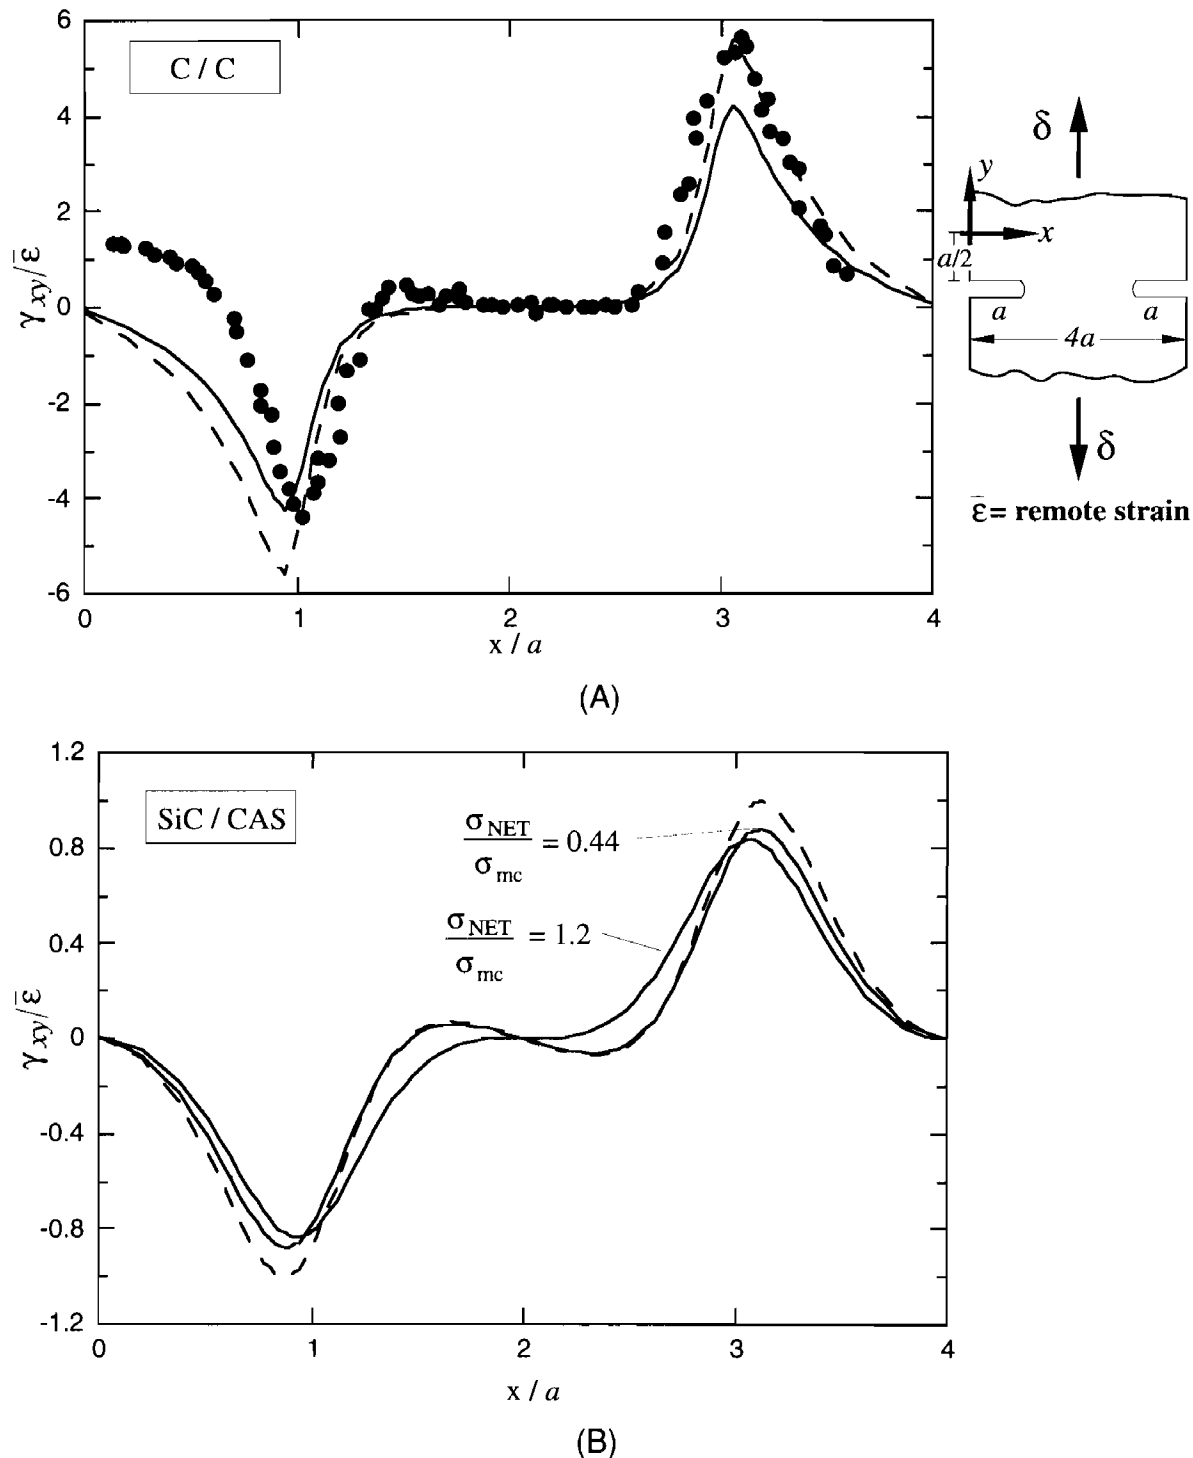 6
4
2
0
-2
-4
-6
C / C
γxy/ε̅
0
1
2
3
4
x / a
δ
y
x
a/2
a
a
4a
δ
ε̅ = remote strain
(A)
1.2
0.8
0.4
0
-0.4
-0.8
-1.2
SiC / CAS
σNET
σmc
= 0.44
σNET
σmc
= 1.2
γxy/ε̅
0
1
2
3
4
x / a
(B)